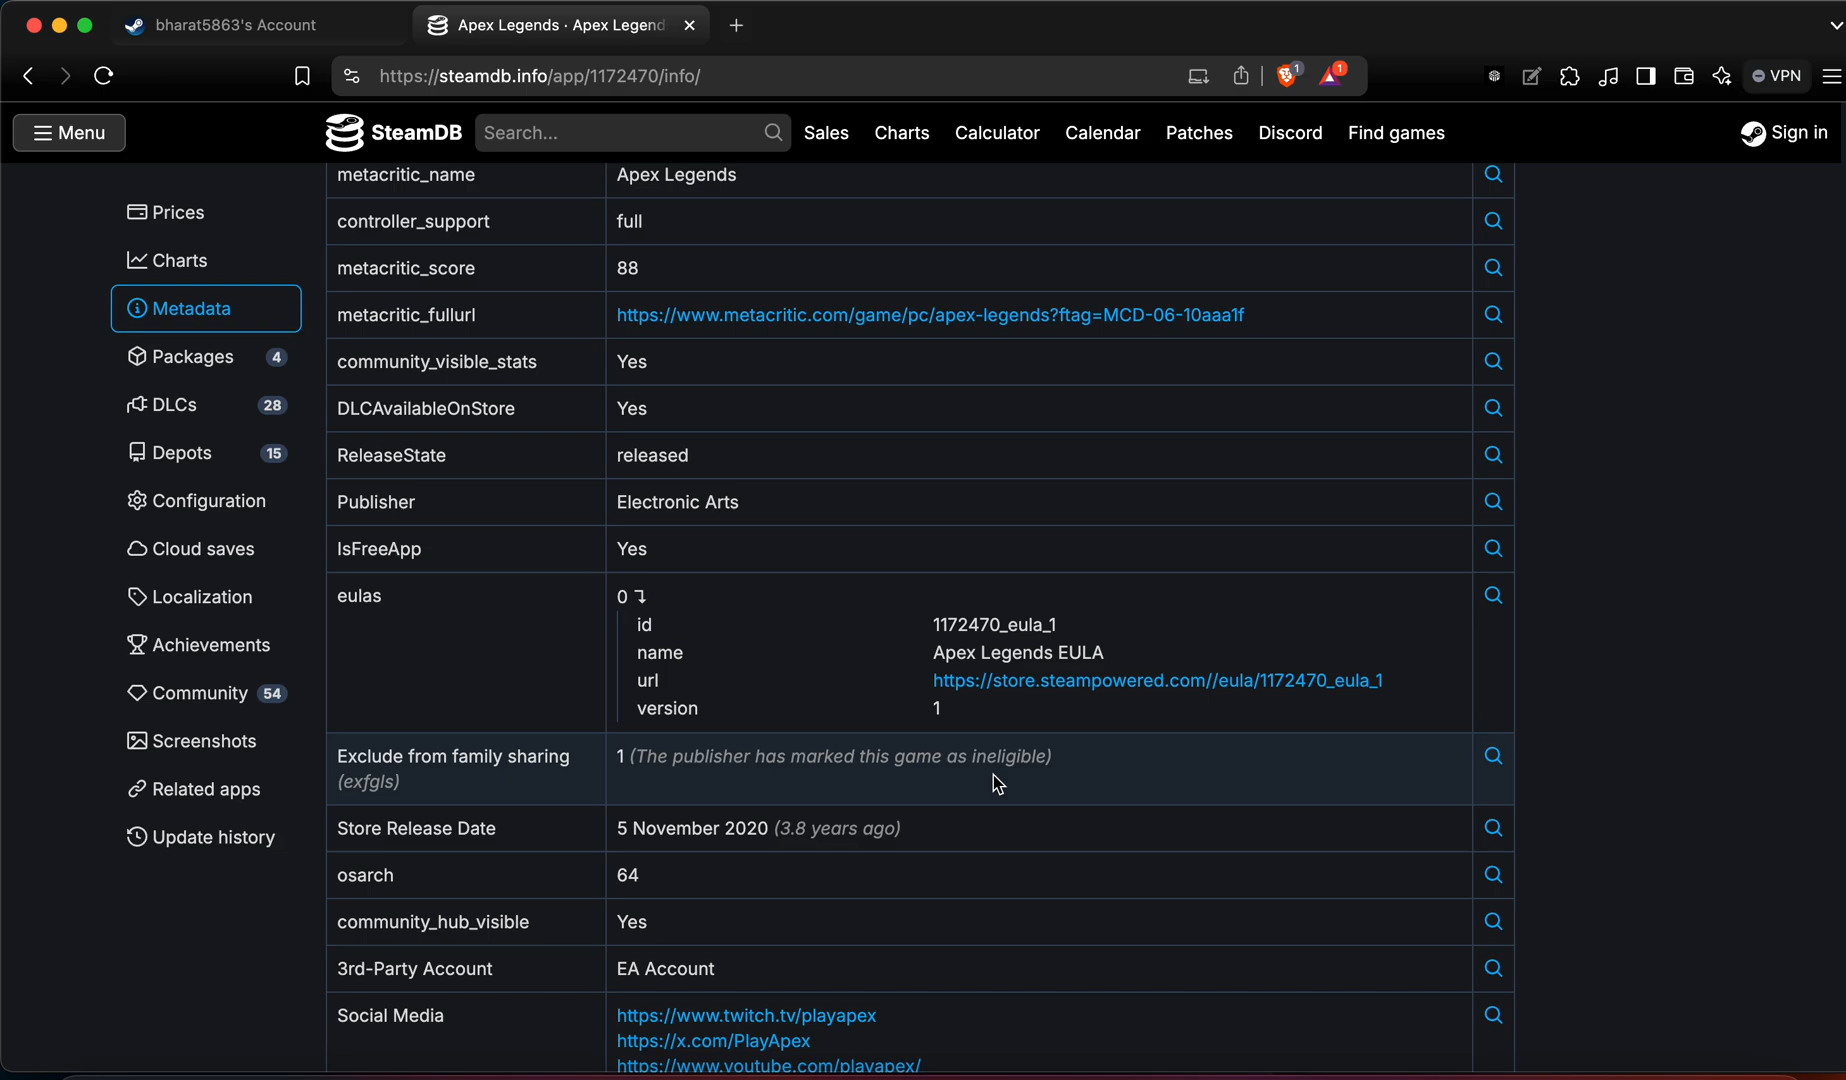 bharat5863's Account
Apex Legends · Apex Legend
https://steamdb.info/app/1172470/info/
1
1
VPN
Menu
SteamDB
Search...
Sales
Charts
Calculator
Calendar
Patches
Discord
Find games
Sign in
Prices
Charts
Metadata
Packages 4
DLCs 28
Depots 15
Configuration
Cloud saves
Localization
Achievements
Community 54
Screenshots
Related apps
Update history
metacritic_name Apex Legends
controller_support full
metacritic_score 88
metacritic_fullurl https://www.metacritic.com/game/pc/apex-legends?ftag=MCD-06-10aaa1f
community_visible_stats Yes
DLCAvailableOnStore Yes
ReleaseState released
Publisher Electronic Arts
IsFreeApp Yes
eulas 0
id 1172470_eula_1
name Apex Legends EULA
url https://store.steampowered.com//eula/1172470_eula_1
version 1
Exclude from family sharing 1 (The publisher has marked this game as ineligible)
(exfgls)
Store Release Date 5 November 2020 (3.8 years ago)
osarch 64
community_hub_visible Yes
3rd-Party Account EA Account
Social Media https://www.twitch.tv/playapex
https://x.com/PlayApex
https://www.youtube.com/playapex/